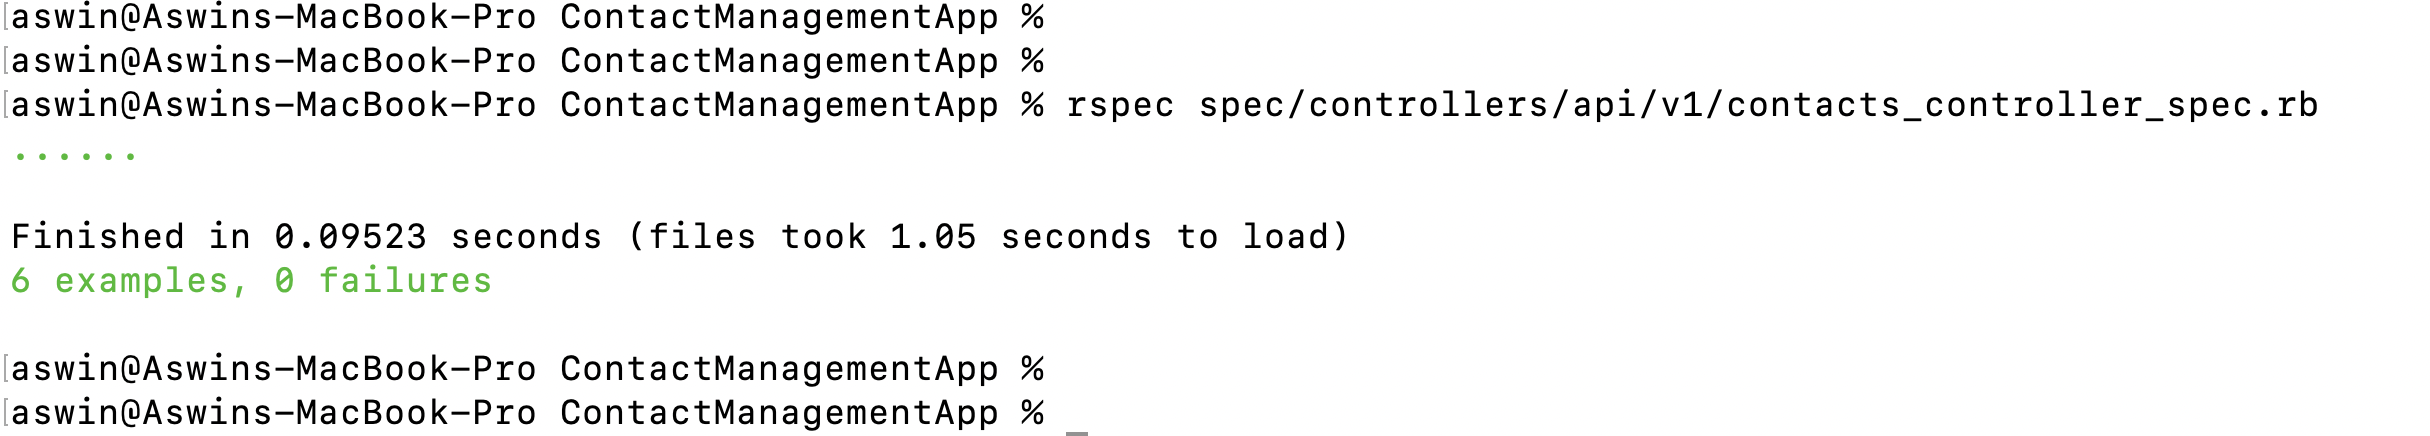 [aswin@Aswins-MacBook-Pro ContactManagementApp %
[aswin@Aswins-MacBook-Pro ContactManagementApp %
[aswin@Aswins-MacBook-Pro ContactManagementApp % rspec spec/controllers/api/v1/contacts_controller_spec.rb
......
Finished in 0.09523 seconds (files took 1.05 seconds to load)
6 examples, 0 failures
[aswin@Aswins-MacBook-Pro ContactManagementApp %
[aswin@Aswins-MacBook-Pro ContactManagementApp % _